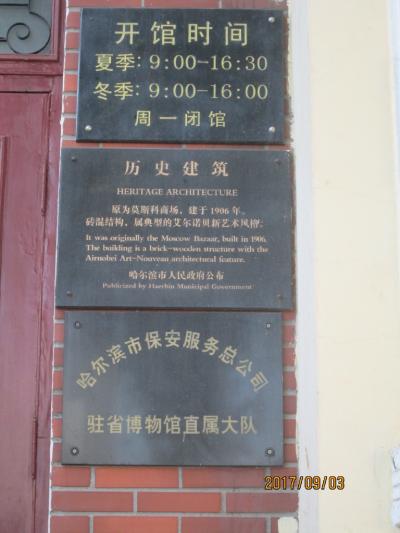 开馆时间
夏季：9:00-16:30
冬季：9:00-16:00
周一闭馆
历史建筑
HERITAGE ARCHITECTURE
原为莫斯科商场，建于1906年。
砖混结构，属典型的艾尔诺贝新艺术风格。
It was originally the Moscow Bazaar, built in 1906.
The building is a brick-wooden structure with the
Airnobei Art-Nouveau architectural feature.
哈尔滨市人民政府公布
Publicized by Haerbin Municipal Government
哈尔滨市保安服务总公司
驻省博物馆直属大队
2017/09/03